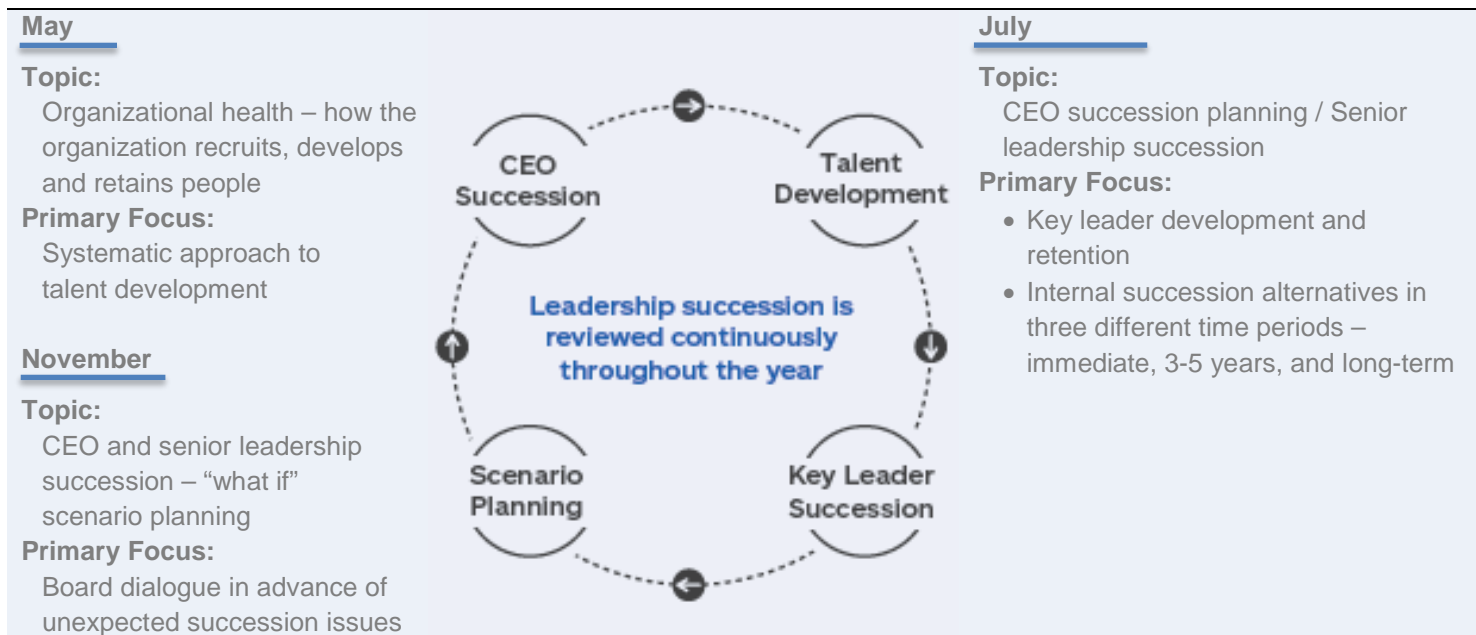 May
Topic:
Organizational health – how the
organization recruits, develops
and retains people
Primary Focus:
Systematic approach to
talent development
November
Topic:
CEO and senior leadership
succession – “what if”
scenario planning
Primary Focus:
Board dialogue in advance of
unexpected succession issues
CEO
Succession
Talent
Development
Leadership succession is
reviewed continuously
throughout the year
Scenario
Planning
Key Leader
Succession
July
Topic:
CEO succession planning / Senior
leadership succession
Primary Focus:
• Key leader development and
retention
• Internal succession alternatives in
three different time periods –
immediate, 3-5 years, and long-term